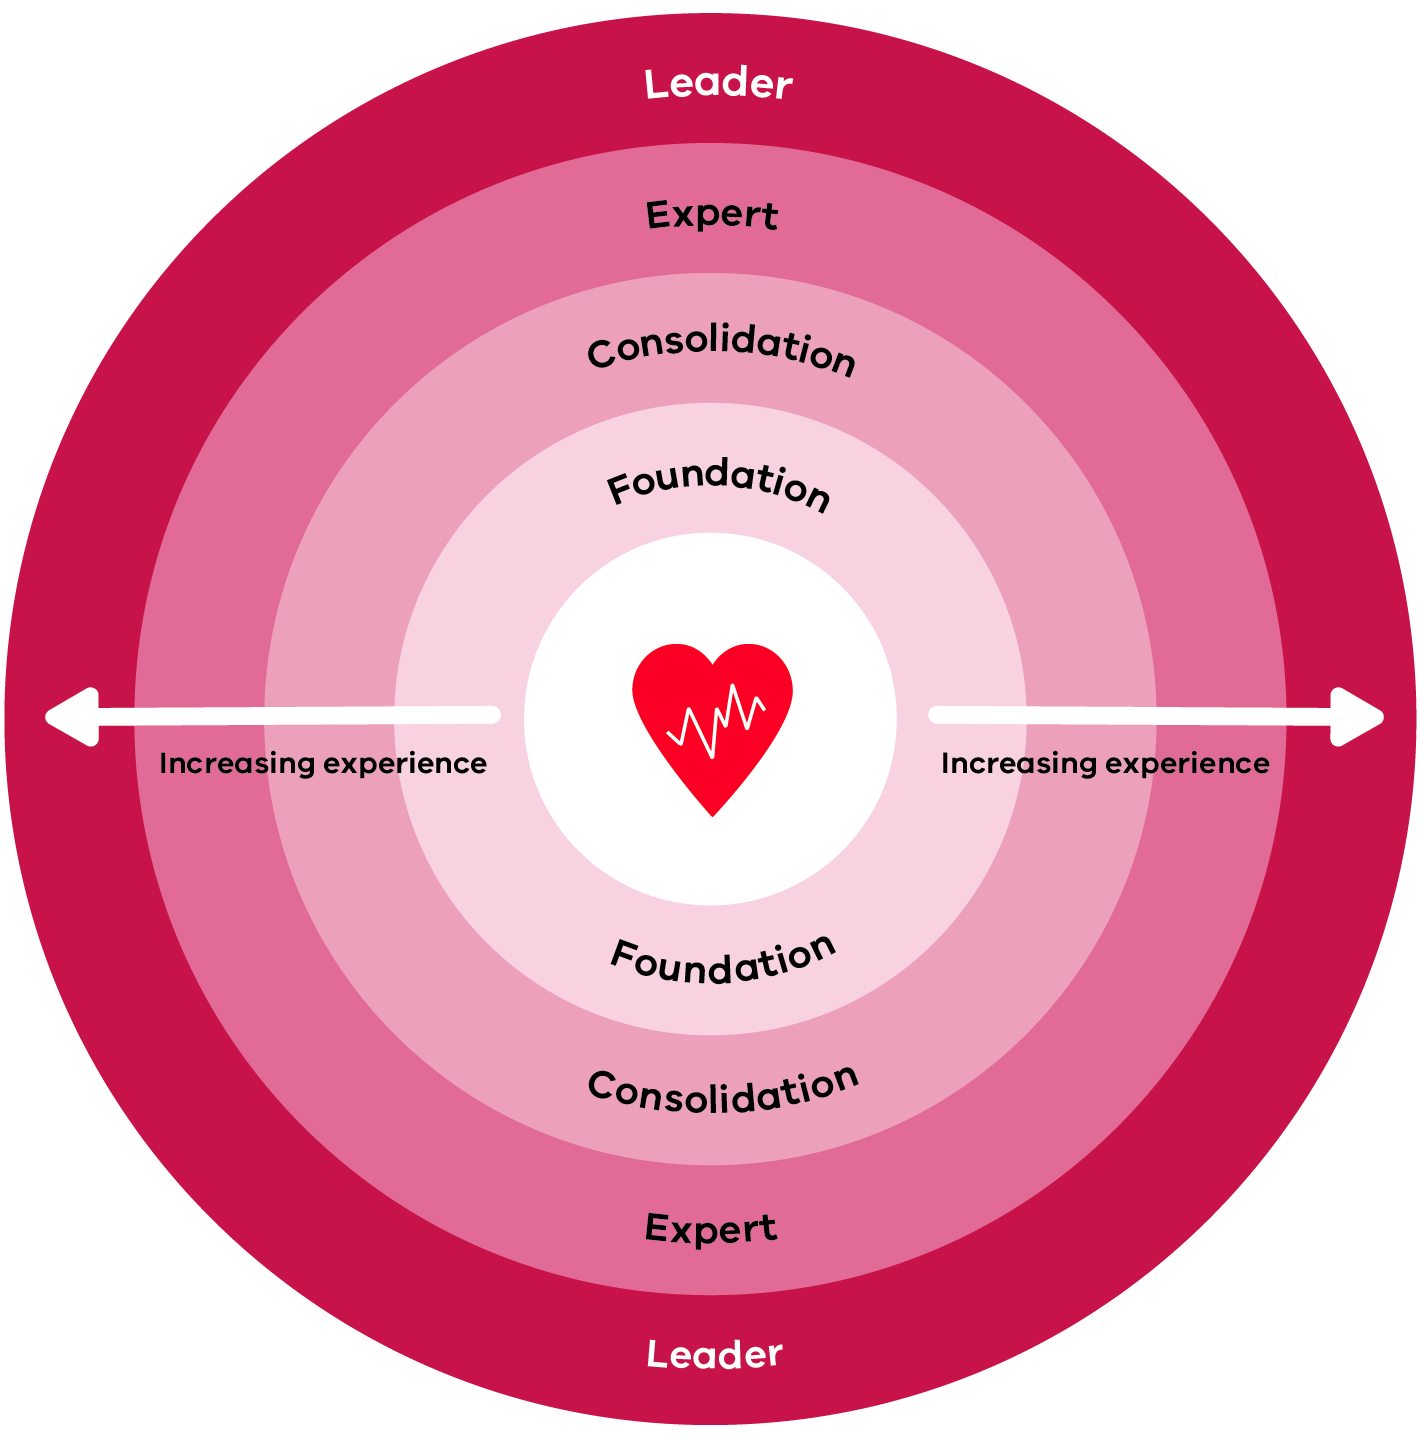 Leader
Expert
Consolidation
Foundation
Increasing experience
Increasing experience
Foundation
Consolidation
Expert
Leader